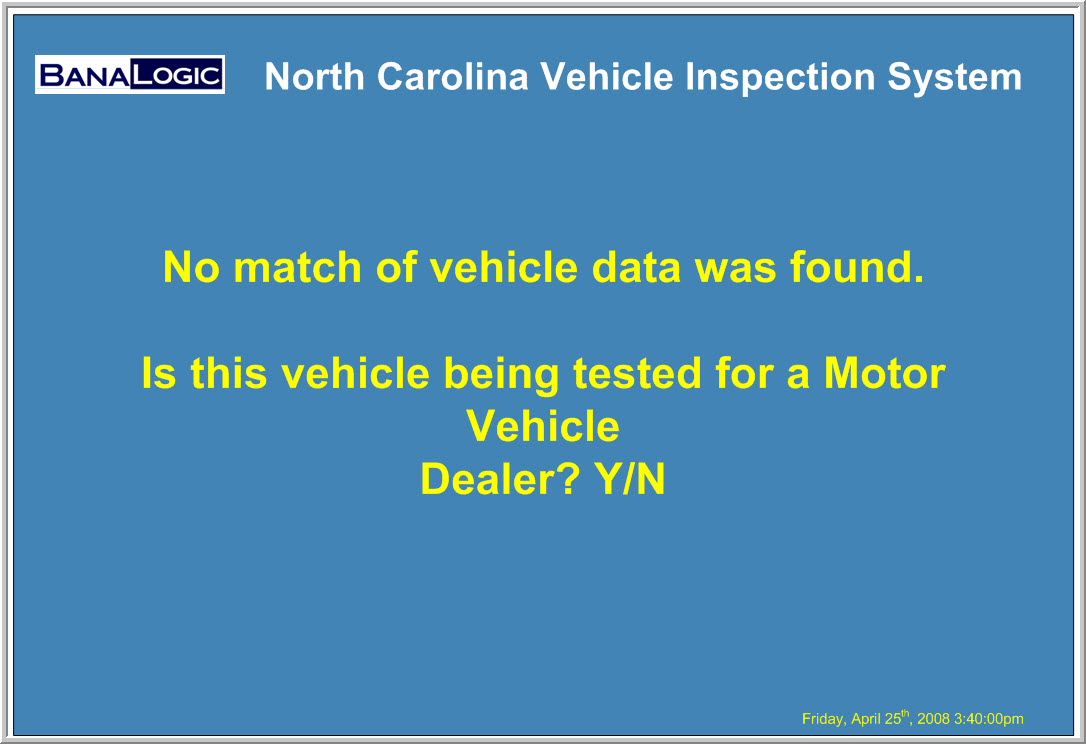 BANALOGIC
North Carolina Vehicle Inspection System
No match of vehicle data was found.
Is this vehicle being tested for a Motor
Vehicle
Dealer? Y/N
Friday, April 25th, 2008 3:40:00pm